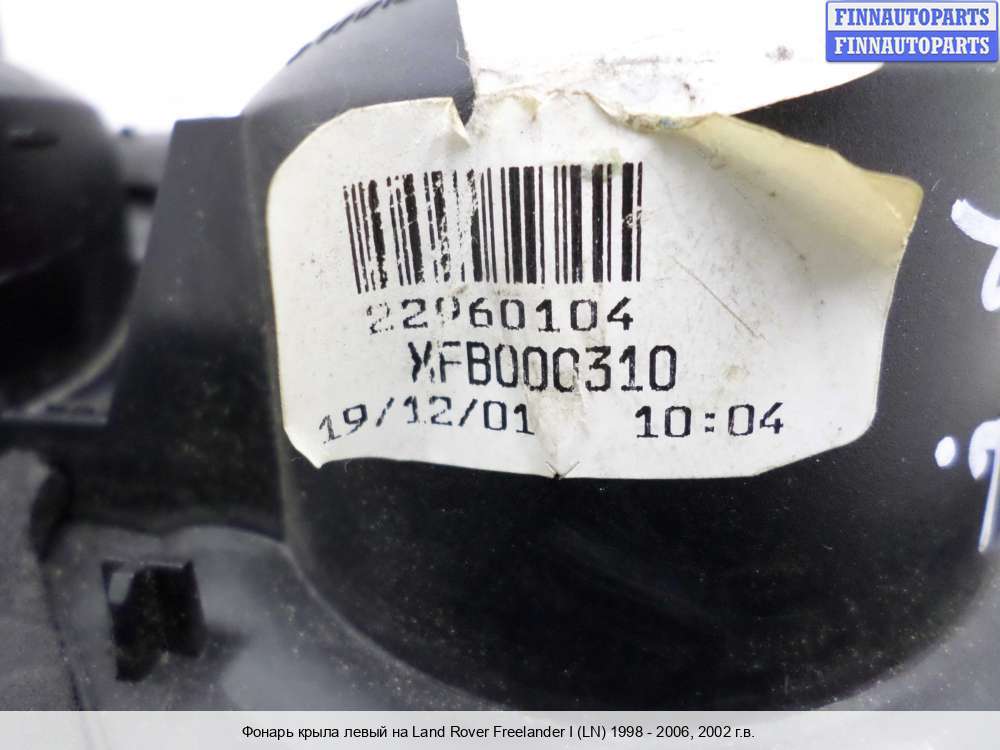 FINNAUTOPARTS
FINNAUTOPARTS
22960104
XFB000310
19/12/01 10:04
Фонарь крыла левый на Land Rover Freelander I (LN) 1998 - 2006, 2002 г.в.